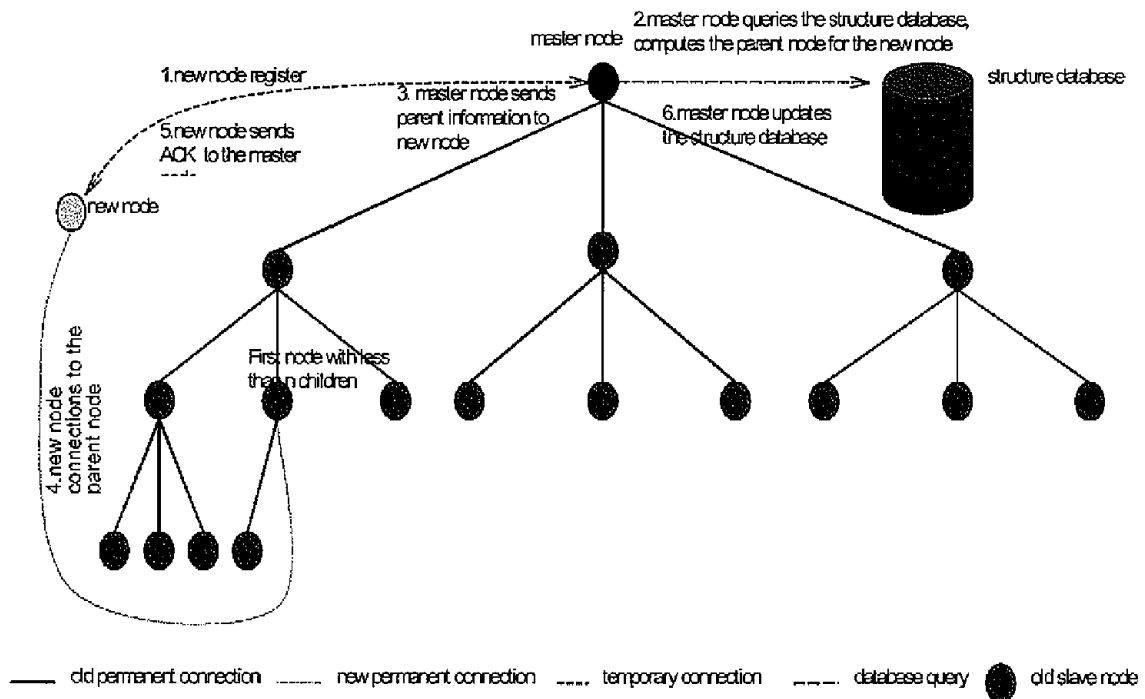 2.master node queries the structure database,
master node
computes the parent node for the new node
1.new node register
structure database
3. master node sends
parent information to
new node
6.master node updates
the structure database
5.new node sends
ACK to the master
new node
First node with less
than n children
4.new node
connections to the
parent node
old permanent connection
new permanent connection
temporary connection
database query
old slave node